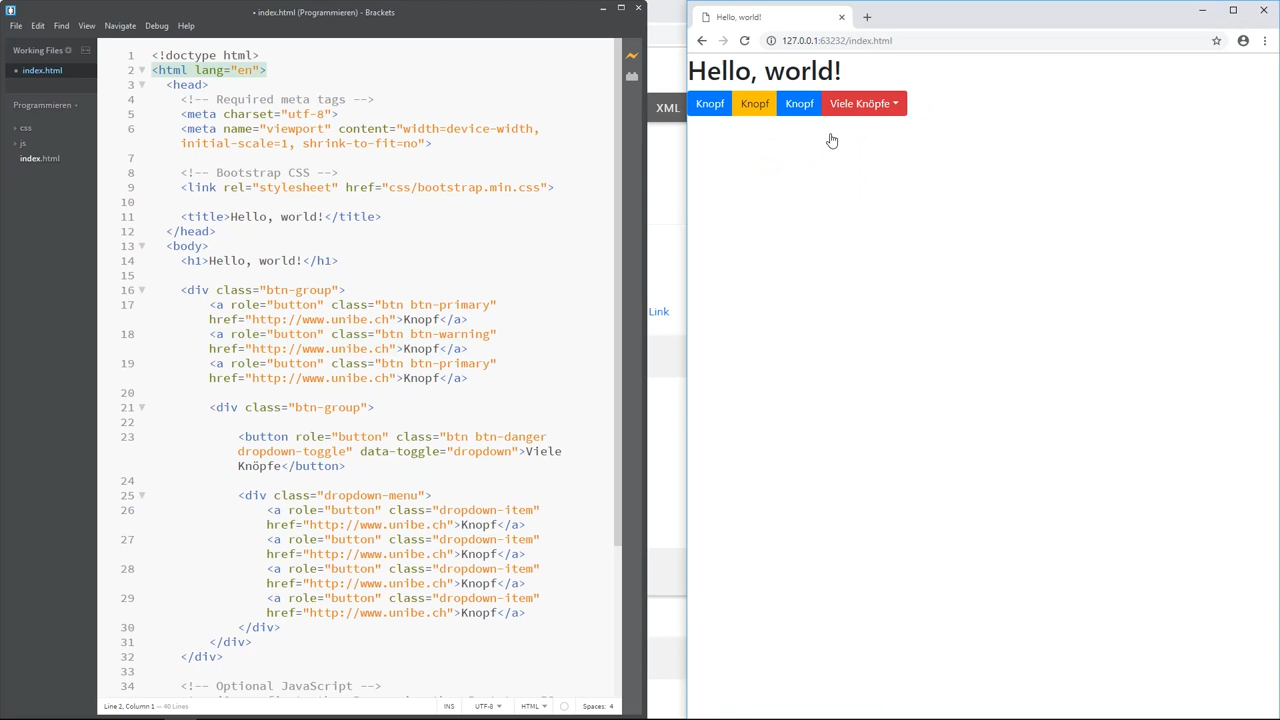 • index.html (Programmieren) - Brackets
File Edit Find View Navigate Debug Help
Working Files
• index.html
Programmieren
css
js
index.html
1 <!doctype html>
2 <html lang="en">
3 <head>
4 <!-- Required meta tags -->
5 <meta charset="utf-8">
6 <meta name="viewport" content="width=device-width,
initial-scale=1, shrink-to-fit=no">
7
8 <!-- Bootstrap CSS -->
9 <link rel="stylesheet" href="css/bootstrap.min.css">
10
11 <title>Hello, world!</title>
12 </head>
13 <body>
14 <h1>Hello, world!</h1>
15
16 <div class="btn-group">
17 <a role="button" class="btn btn-primary"
href="http://www.unibe.ch">Knopf</a>
18 <a role="button" class="btn btn-warning"
href="http://www.unibe.ch">Knopf</a>
19 <a role="button" class="btn btn-primary"
href="http://www.unibe.ch">Knopf</a>
20
21 <div class="btn-group">
22
23 <button role="button" class="btn btn-danger
dropdown-toggle" data-toggle="dropdown">Viele
Knöpfe</button>
24
25 <div class="dropdown-menu">
26 <a role="button" class="dropdown-item"
href="http://www.unibe.ch">Knopf</a>
27 <a role="button" class="dropdown-item"
href="http://www.unibe.ch">Knopf</a>
28 <a role="button" class="dropdown-item"
href="http://www.unibe.ch">Knopf</a>
29 <a role="button" class="dropdown-item"
href="http://www.unibe.ch">Knopf</a>
30 </div>
31 </div>
32 </div>
33
34 <!-- Optional JavaScript -->
Line 2, Column 1 — 40 Lines
INS UTF-8 HTML Spaces: 4
XML
Link
Hello, world!
127.0.0.1:63232/index.html
Hello, world!
Knopf Knopf Knopf Viele Knöpfe